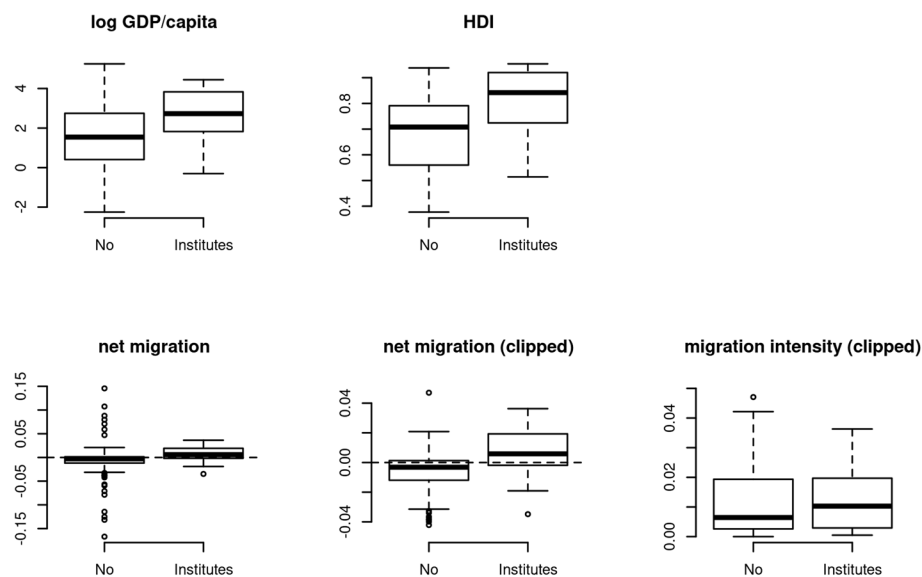 log GDP/capita
HDI
4
2
0
-2
No
Institutes
0.8
0.6
0.4
No
Institutes
net migration
net migration (clipped)
migration intensity (clipped)
0.15
0.05
-0.05
-0.15
No
Institutes
0.04
0.00
-0.04
No
Institutes
0.04
0.02
0.00
No
Institutes